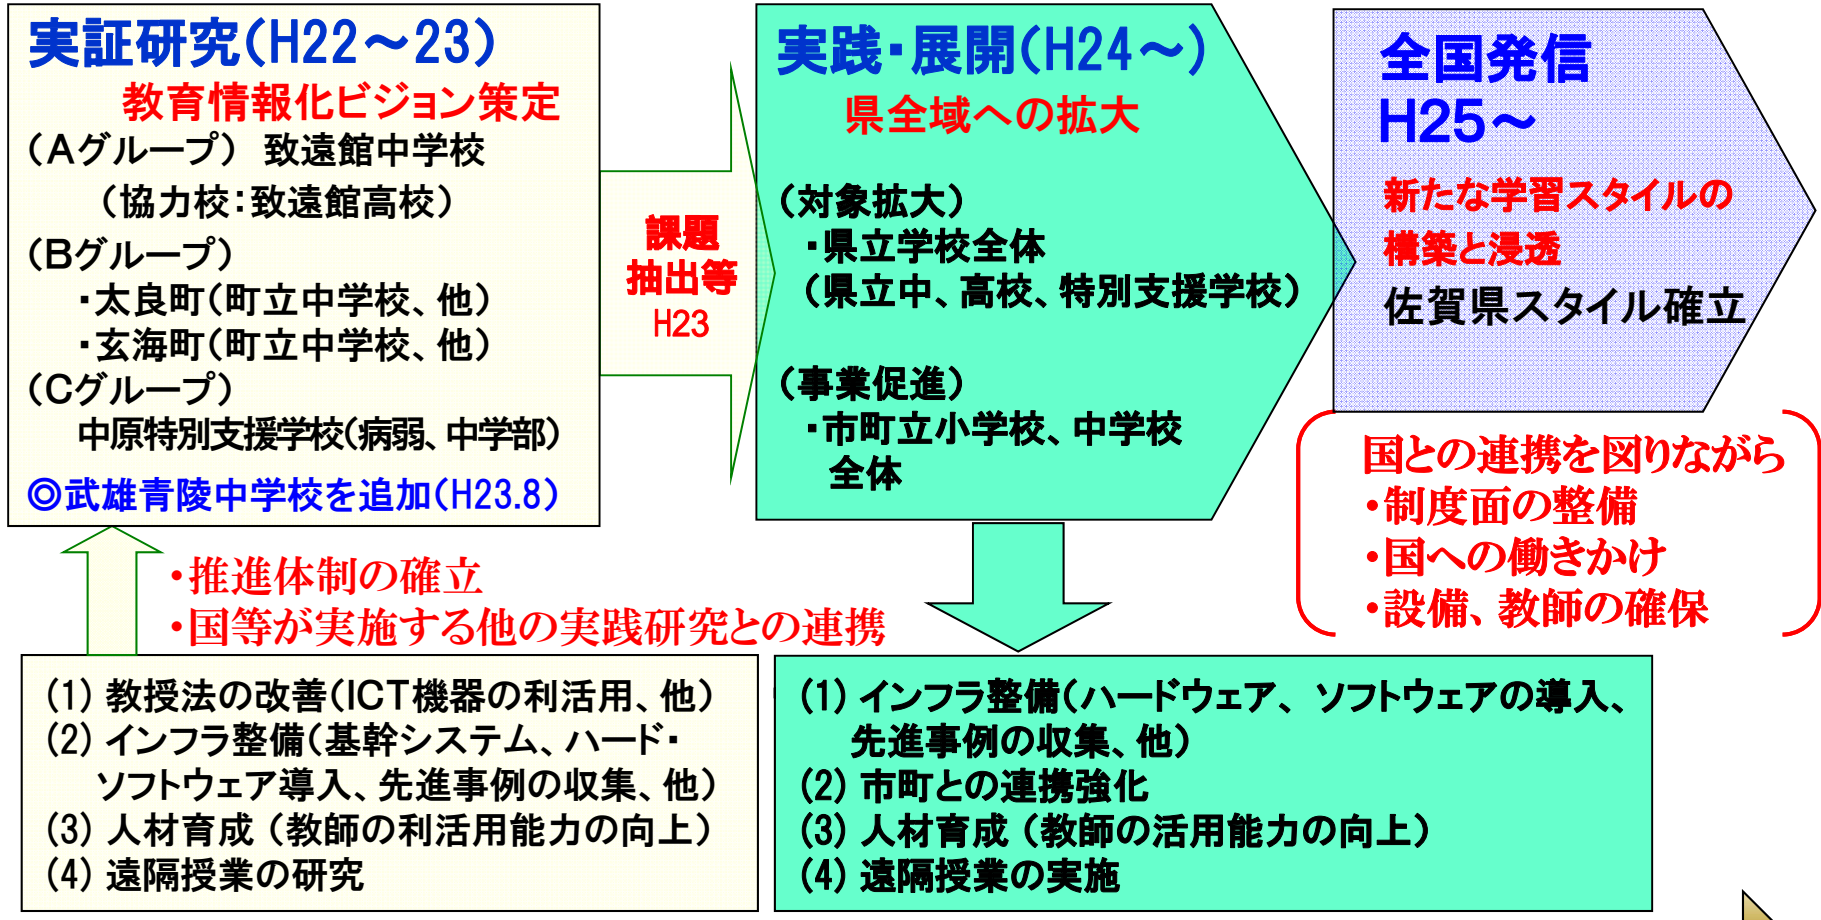 実証研究(H22～23)
教育情報化ビジョン策定
(Aグループ) 致遠館中学校
(協力校:致遠館高校)
(Bグループ)
・太良町(町立中学校、他)
・玄海町(町立中学校、他)
(Cグループ)
中原特別支援学校(病弱、中学部)
◎武雄青陵中学校を追加(H23.8)
課題
抽出等
H23
実践・展開(H24～)
県全域への拡大
(対象拡大)
・県立学校全体
(県立中、高校、特別支援学校)
(事業促進)
・市町立小学校、中学校
全体
全国発信
H25～
新たな学習スタイルの
構築と浸透
佐賀県スタイル確立
国との連携を図りながら
・制度面の整備
・国への働きかけ
・設備、教師の確保
・推進体制の確立
・国等が実施する他の実践研究との連携
(1) 教授法の改善(ICT機器の利活用、他)
(2) インフラ整備(基幹システム、ハード・
ソフトウェア導入、先進事例の収集、他)
(3) 人材育成 (教師の利活用能力の向上)
(4) 遠隔授業の研究
(1) インフラ整備(ハードウェア、ソフトウェアの導入、
先進事例の収集、他)
(2) 市町との連携強化
(3) 人材育成 (教師の活用能力の向上)
(4) 遠隔授業の実施